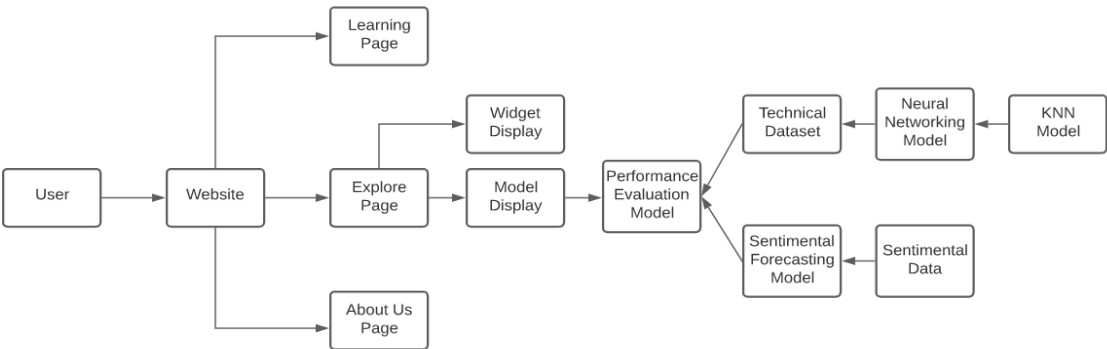 Learning
Page
Widget
Display
Technical
Dataset
Neural
Networking
Model
KNN
Model
User
Website
Explore
Page
Model
Display
Performance
Evaluation
Model
Sentimental
Forecasting
Model
Sentimental
Data
About Us
Page